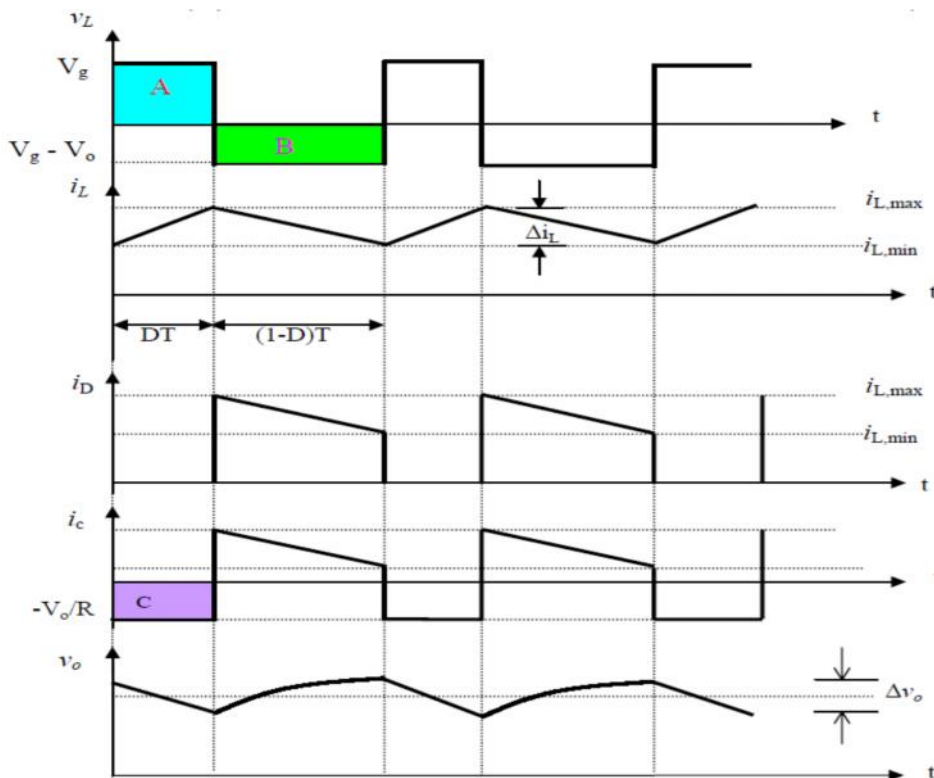 v_L
V_g
A
t
B
V_g - V_o
i_L
i_L,max
Δi_L
i_L,min
t
DT
(1-D)T
i_D
i_L,max
i_L,min
t
i_c
C
-V_o/R
v_o
Δv_o
t